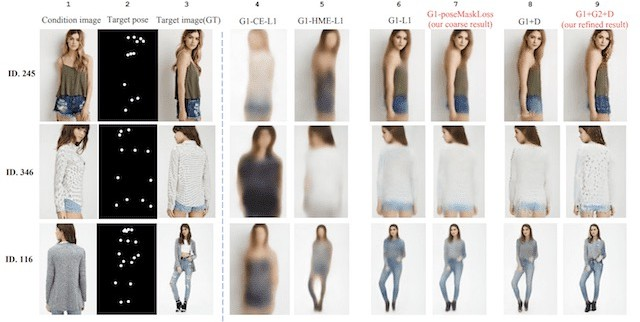 1 2 3 4 5 6 7 8 9
Condition image Target pose Target image(GT) G1-CE-L1 G1-HME-L1 G1-L1 G1-poseMaskLoss G1+D G1+G2+D
(our coarse result) (our refined result)
ID. 245
ID. 346
ID. 116